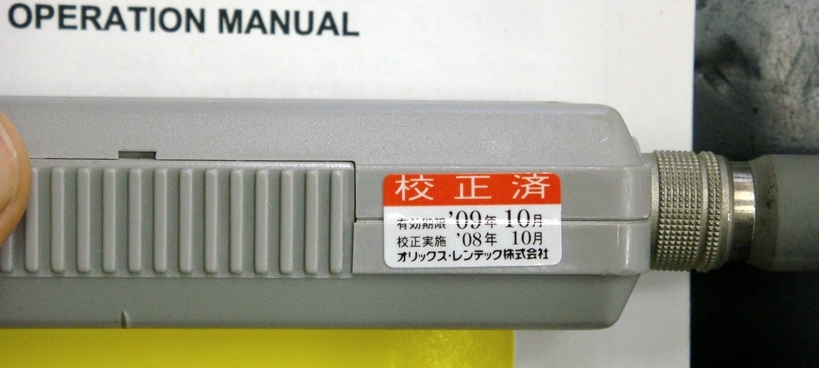 OPERATION MANUAL
校正済
有効期限 '09年 10月
校正実施 '08年 10月
オリックス・レンテック株式会社